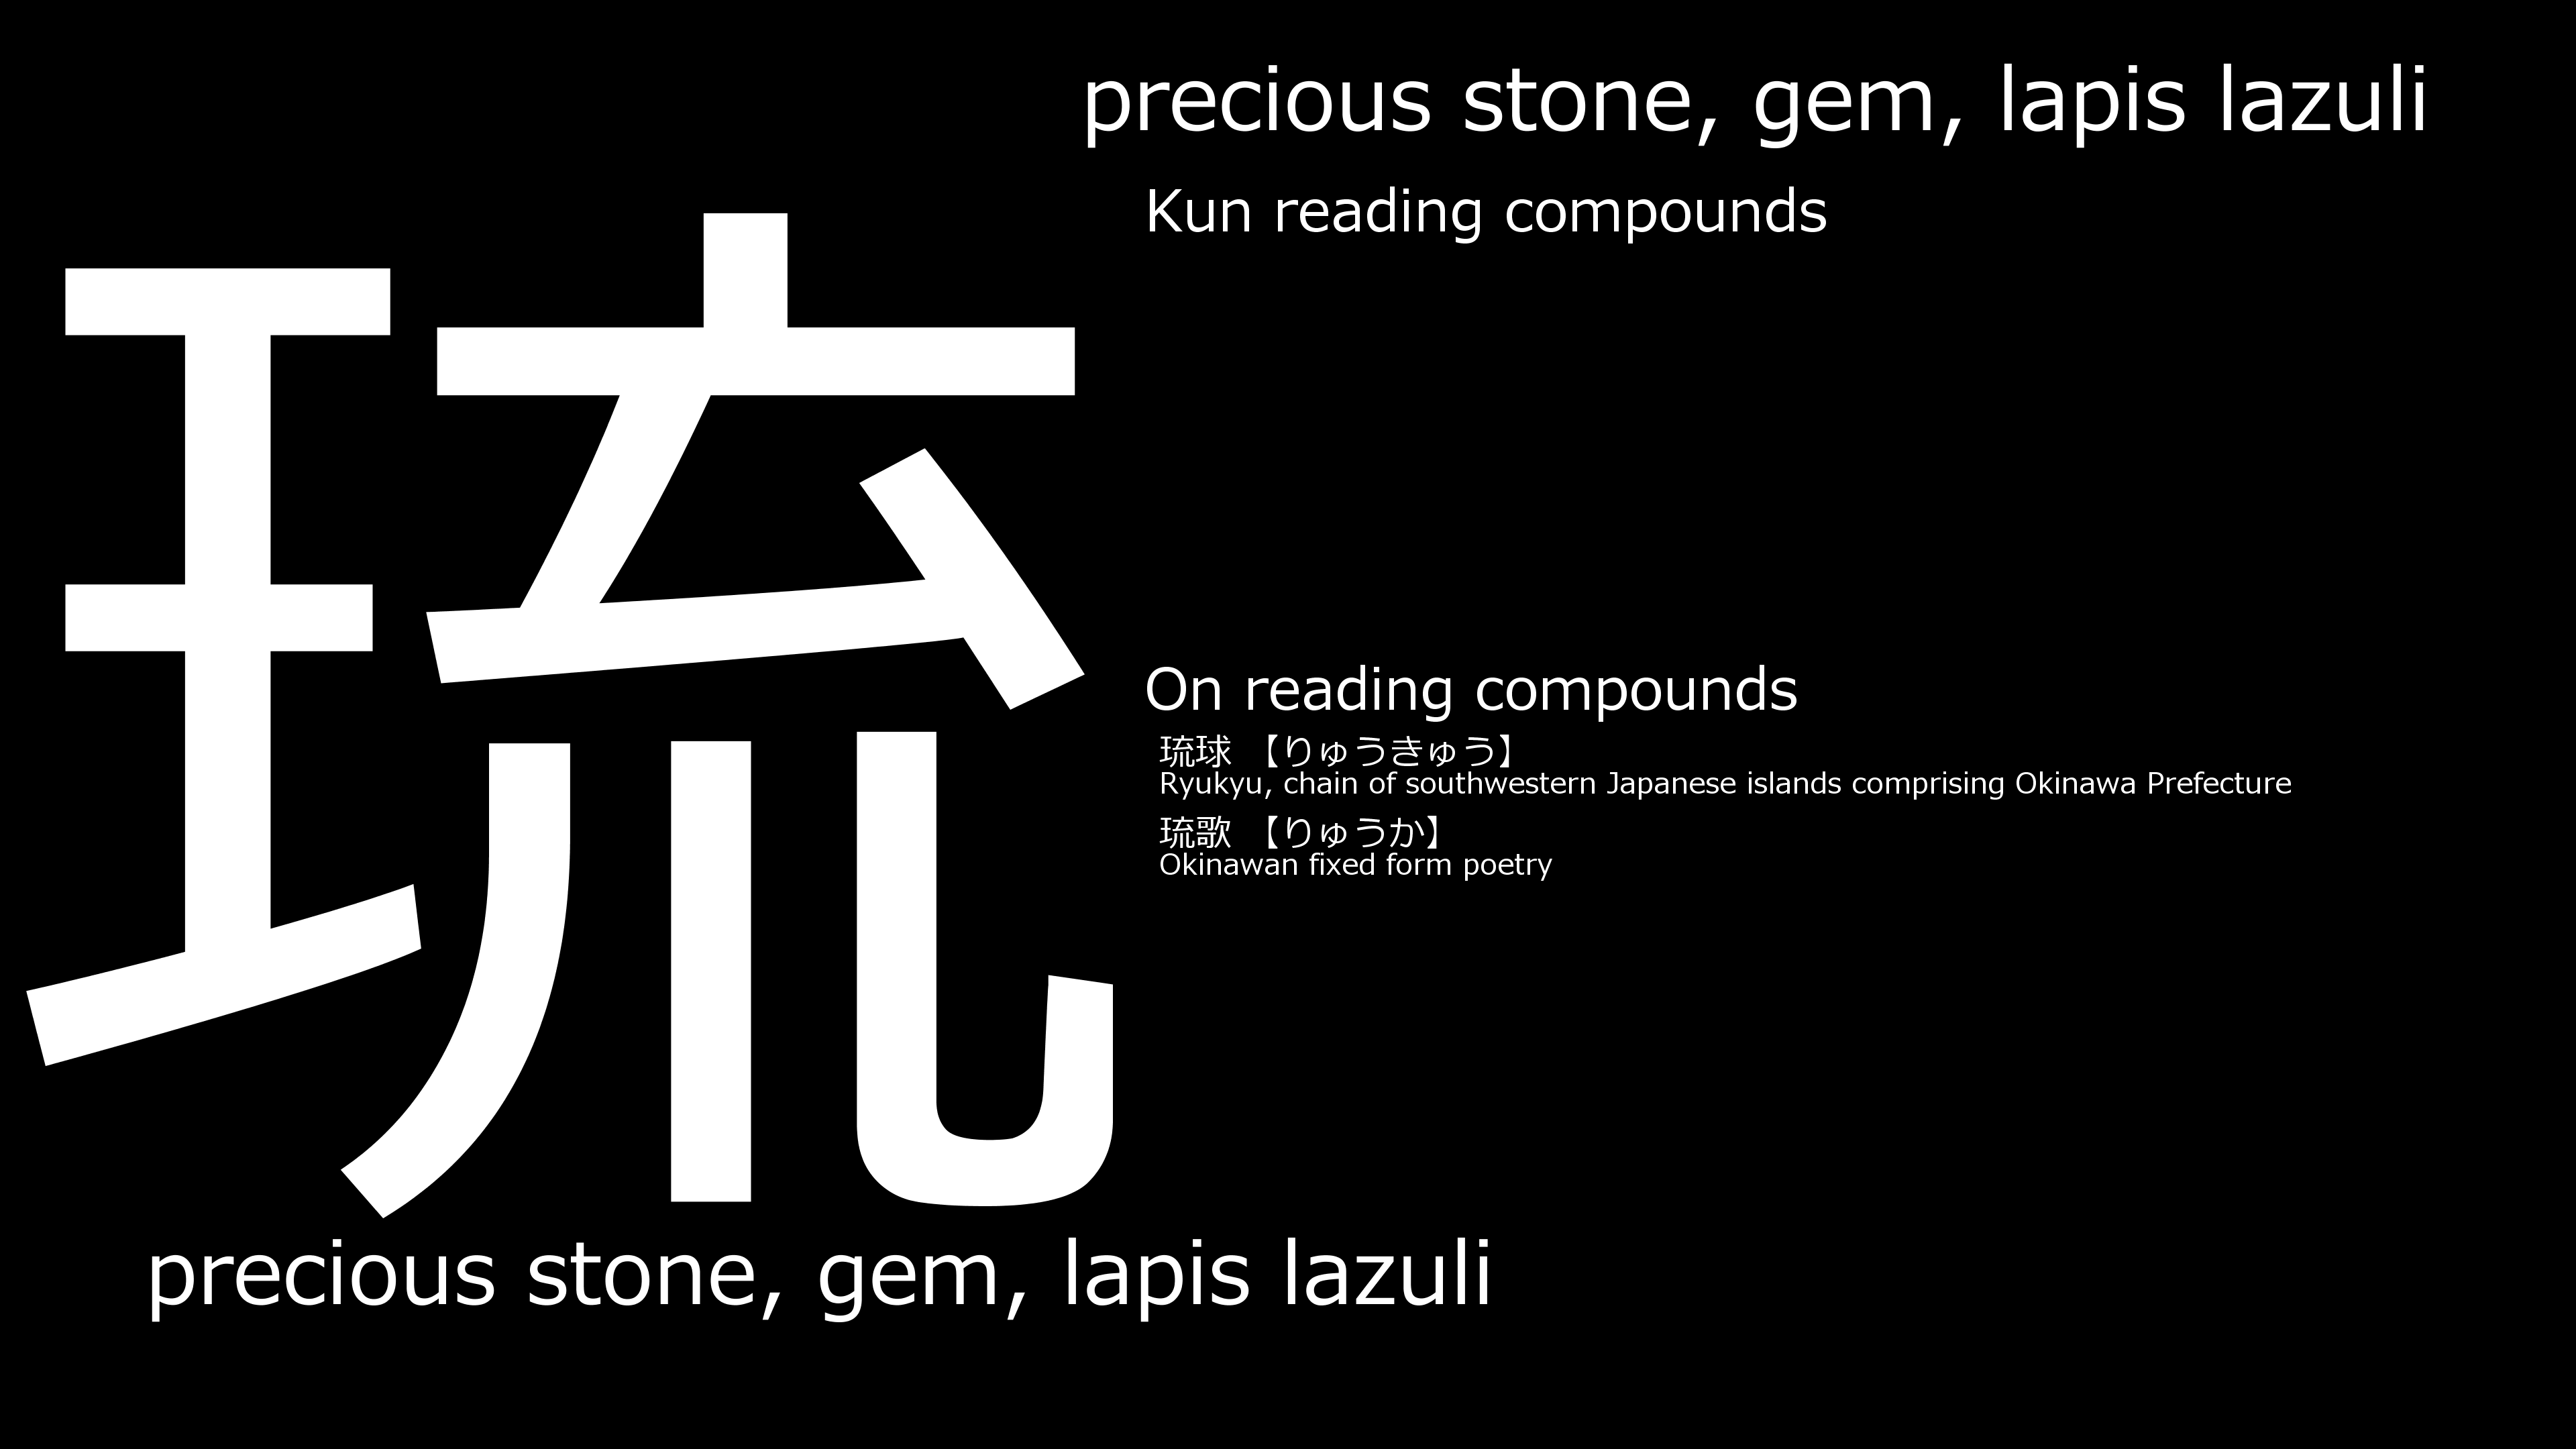 琉
precious stone, gem, lapis lazuli
Kun reading compounds
On reading compounds
琉球 【りゅうきゅう】
Ryukyu, chain of southwestern Japanese islands comprising Okinawa Prefecture
琉歌 【りゅうか】
Okinawan fixed form poetry
precious stone, gem, lapis lazuli